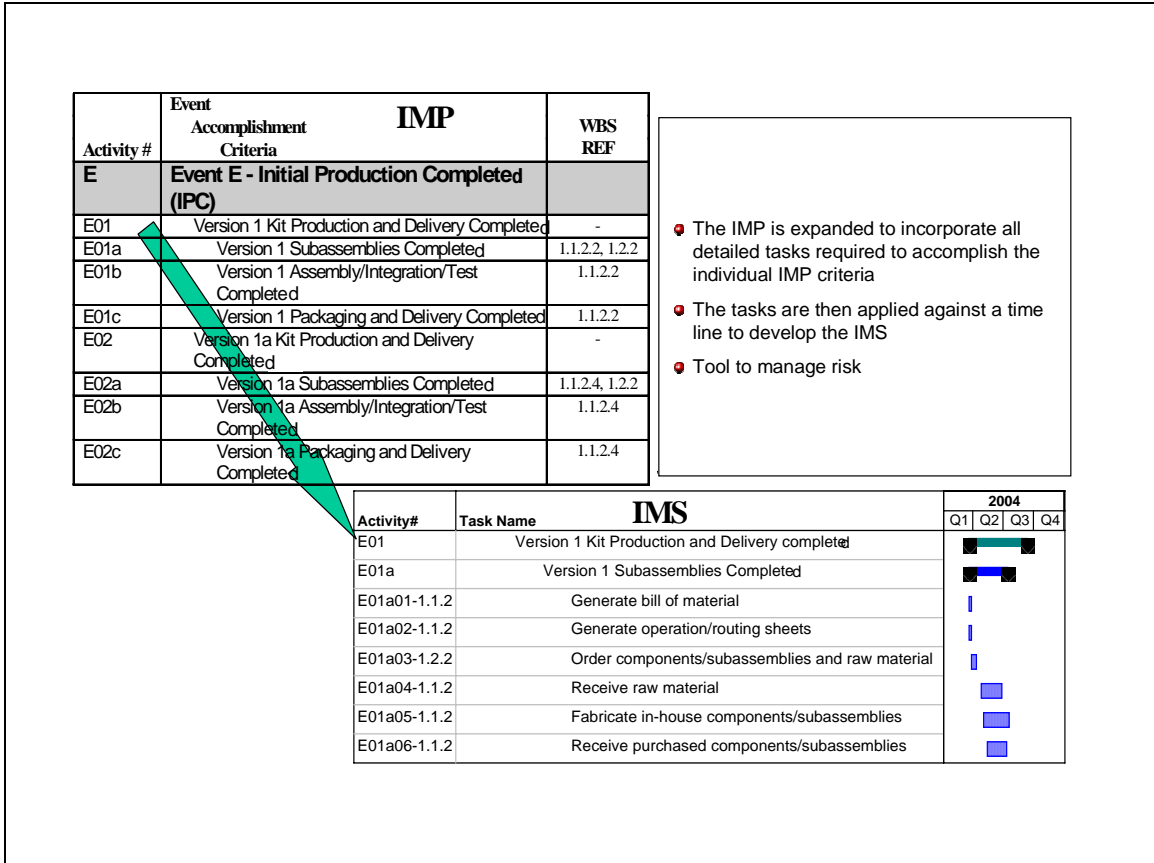 Event
IMP
Accomplishment
WBS
Activity # Criteria REF
E Event E - Initial Production Completed
(IPC)
E01 Version 1 Kit Production and Delivery Completed -
E01a Version 1 Subassemblies Completed 1.1.2.2, 1.2.2
E01b Version 1 Assembly/Integration/Test 1.1.2.2
Completed
E01c Version 1 Packaging and Delivery Completed 1.1.2.2
E02 Version 1a Kit Production and Delivery -
Completed
E02a Version 1a Subassemblies Completed 1.1.2.4, 1.2.2
E02b Version 1a Assembly/Integration/Test 1.1.2.4
Completed
E02c Version 1a Packaging and Delivery 1.1.2.4
Completed
The IMP is expanded to incorporate all
detailed tasks required to accomplish the
individual IMP criteria
The tasks are then applied against a time
line to develop the IMS
Tool to manage risk
IMS
2004
Activity# Task Name Q1 Q2 Q3 Q4
E01 Version 1 Kit Production and Delivery completed
E01a Version 1 Subassemblies Completed
E01a01-1.1.2 Generate bill of material
E01a02-1.1.2 Generate operation/routing sheets
E01a03-1.2.2 Order components/subassemblies and raw material
E01a04-1.1.2 Receive raw material
E01a05-1.1.2 Fabricate in-house components/subassemblies
E01a06-1.1.2 Receive purchased components/subassemblies